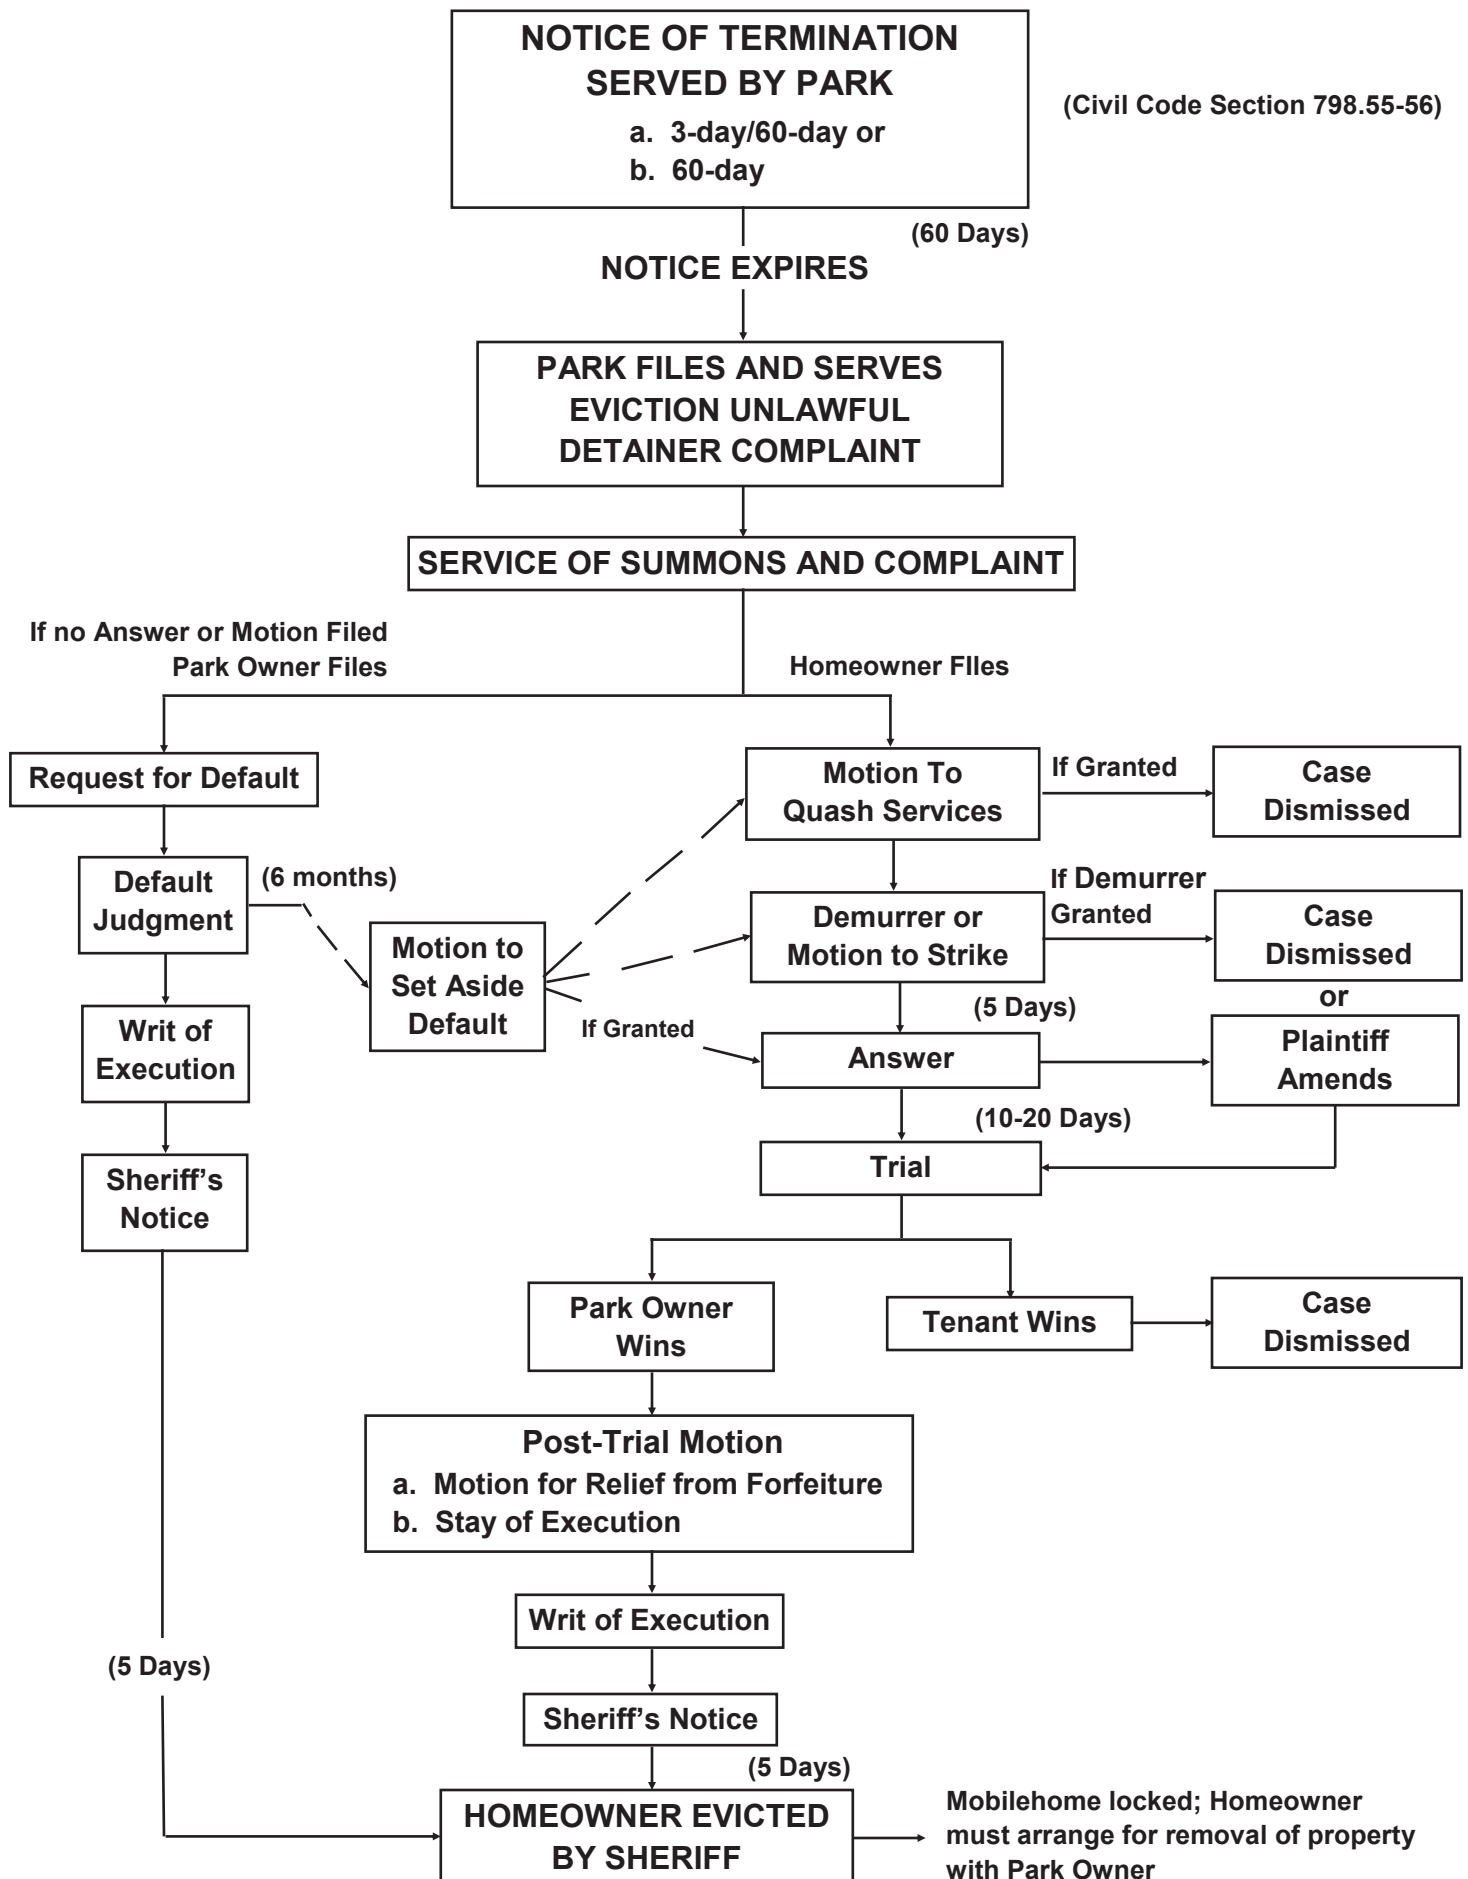 NOTICE OF TERMINATION
SERVED BY PARK
a. 3-day/60-day or
b. 60-day
(Civil Code Section 798.55-56)
(60 Days)
NOTICE EXPIRES
PARK FILES AND SERVES
EVICTION UNLAWFUL
DETAINER COMPLAINT
SERVICE OF SUMMONS AND COMPLAINT
If no Answer or Motion Filed
Park Owner Files
Homeowner FIles
Request for Default
Motion To
Quash Services
If Granted
Case
Dismissed
Default
Judgment
(6 months)
Motion to
Set Aside
Default
If Granted
Demurrer or
Motion to Strike
If Demurrer
Granted
Case
Dismissed
or
Plaintiff
Amends
(5 Days)
Answer
Writ of
Execution
(10-20 Days)
Trial
Sheriff's
Notice
Park Owner
Wins
Tenant Wins
Case
Dismissed
Post-Trial Motion
a. Motion for Relief from Forfeiture
b. Stay of Execution
Writ of Execution
(5 Days)
Sheriff's Notice
(5 Days)
HOMEOWNER EVICTED
BY SHERIFF
Mobilehome locked; Homeowner
must arrange for removal of property
with Park Owner